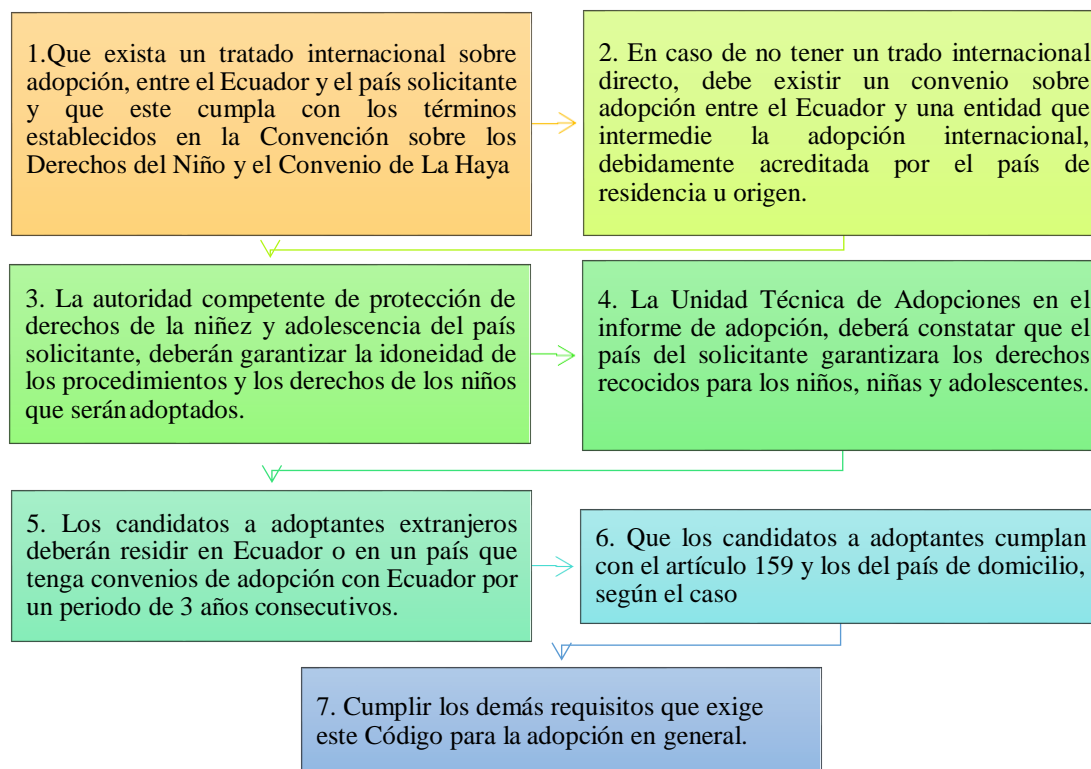 1.Que exista un tratado internacional sobre
adopción, entre el Ecuador y el país solicitante
y que este cumpla con los términos
establecidos en la Convención sobre los
Derechos del Niño y el Convenio de La Haya
2. En caso de no tener un trado internacional
directo, debe existir un convenio sobre
adopción entre el Ecuador y una entidad que
intermedie la adopción internacional,
debidamente acreditada por el país de
residencia u origen.
3. La autoridad competente de protección de
derechos de la niñez y adolescencia del país
solicitante, deberán garantizar la idoneidad de
los procedimientos y los derechos de los niños
que serán adoptados.
4. La Unidad Técnica de Adopciones en el
informe de adopción, deberá constatar que el
país del solicitante garantizara los derechos
recocidos para los niños, niñas y adolescentes.
5. Los candidatos a adoptantes extranjeros
deberán residir en Ecuador o en un país que
tenga convenios de adopción con Ecuador por
un periodo de 3 años consecutivos.
6. Que los candidatos a adoptantes cumplan
con el artículo 159 y los del país de domicilio,
según el caso
7. Cumplir los demás requisitos que exige
este Código para la adopción en general.